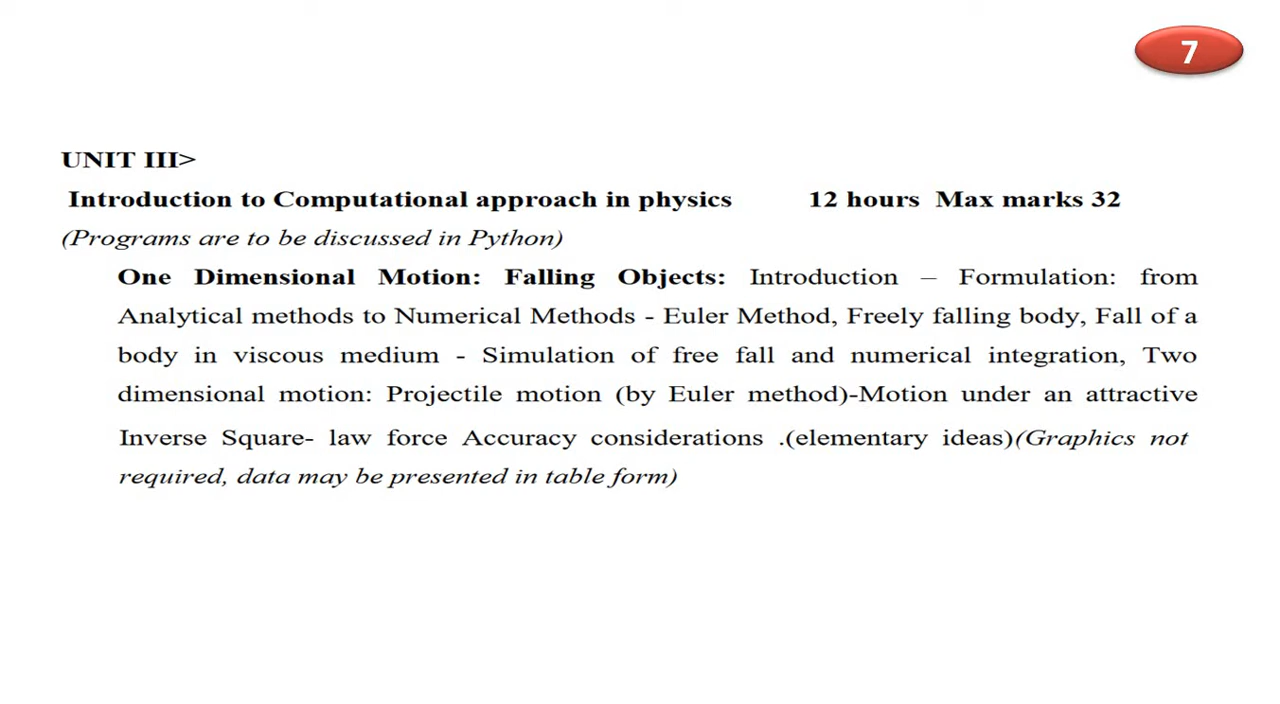 7
UNIT III>
Introduction to Computational approach in physics 12 hours Max marks 32
(Programs are to be discussed in Python)
One Dimensional Motion: Falling Objects: Introduction – Formulation: from
Analytical methods to Numerical Methods - Euler Method, Freely falling body, Fall of a
body in viscous medium - Simulation of free fall and numerical integration, Two
dimensional motion: Projectile motion (by Euler method)-Motion under an attractive
Inverse Square- law force Accuracy considerations .(elementary ideas)(Graphics not
required, data may be presented in table form)